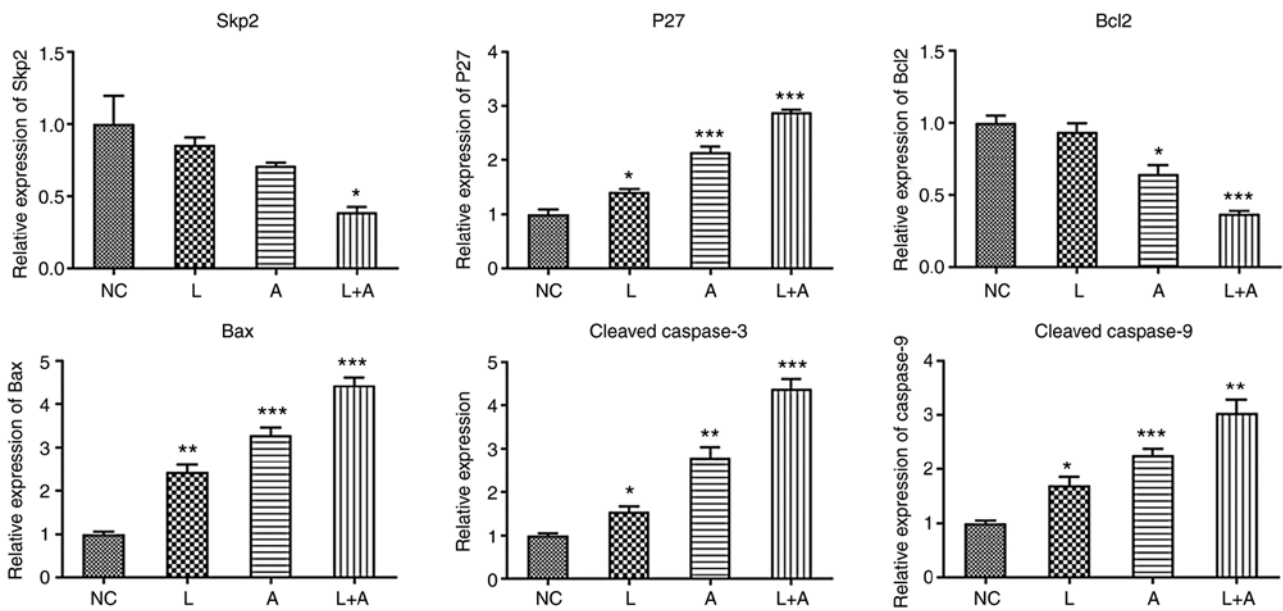 Skp2
Relative expression of Skp2
1.5
1.0
0.5
0.0
*
NC L A L+A
P27
Relative expression of P27
4
3
2
1
0
*
***
***
NC L A L+A
Bcl2
Relative expression of Bcl2
1.5
1.0
0.5
0.0
*
***
NC L A L+A
Bax
Relative expression of Bax
5
4
3
2
1
0
**
***
***
NC L A L+A
Cleaved caspase-3
Relative expression
5
4
3
2
1
0
*
**
***
NC L A L+A
Cleaved caspase-9
Relative expression of caspase-9
4
3
2
1
0
*
***
**
NC L A L+A